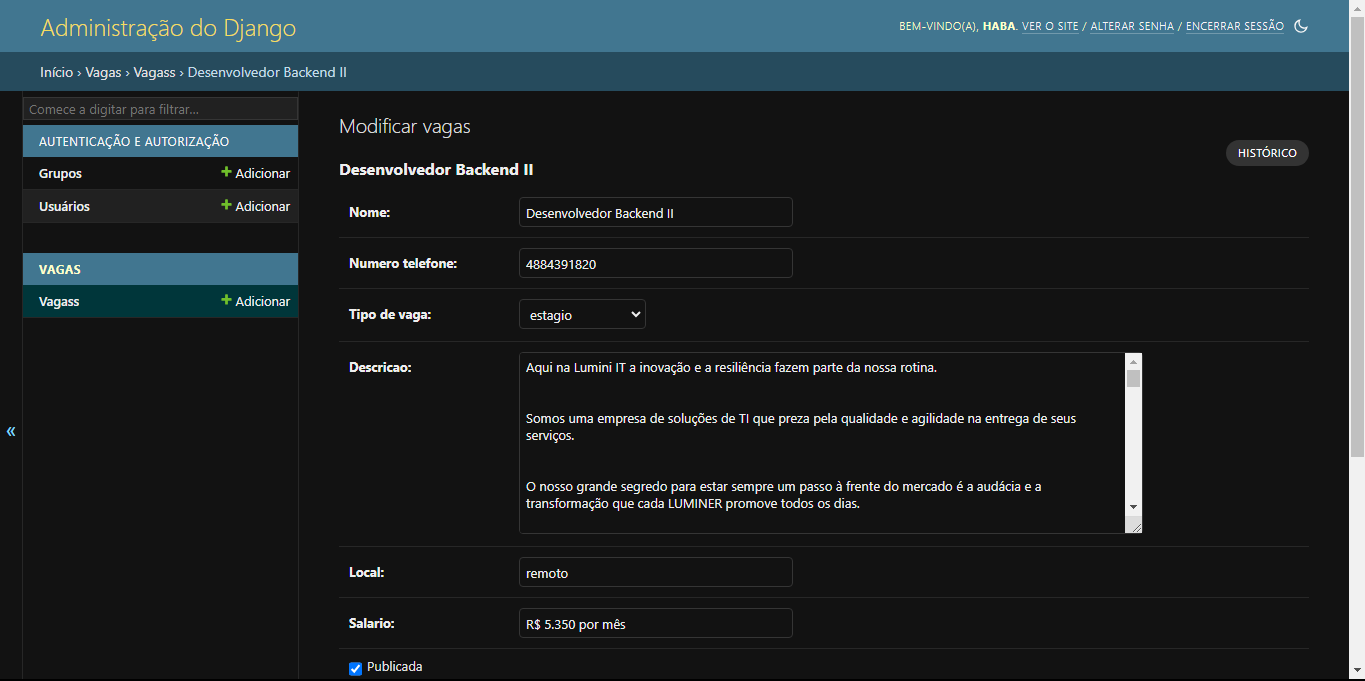 Administração do Django
BEM-VINDO(A), HABA. VER O SITE / ALTERAR SENHA / ENCERRAR SESSÃO
Início › Vagas › Vagass › Desenvolvedor Backend II
Comece a digitar para filtrar...
AUTENTICAÇÃO E AUTORIZAÇÃO
Grupos + Adicionar
Usuários + Adicionar
VAGAS
Vagass + Adicionar
«
Modificar vagas
HISTÓRICO
Desenvolvedor Backend II
Nome: Desenvolvedor Backend II
Numero telefone: 4884391820
Tipo de vaga: estagio
Descricao: Aqui na Lumini IT a inovação e a resiliência fazem parte da nossa rotina.
Somos uma empresa de soluções de TI que preza pela qualidade e agilidade na entrega de seus
serviços.
O nosso grande segredo para estar sempre um passo à frente do mercado é a audácia e a
transformação que cada LUMINER promove todos os dias.
Local: remoto
Salario: R$ 5.350 por mês
Publicada